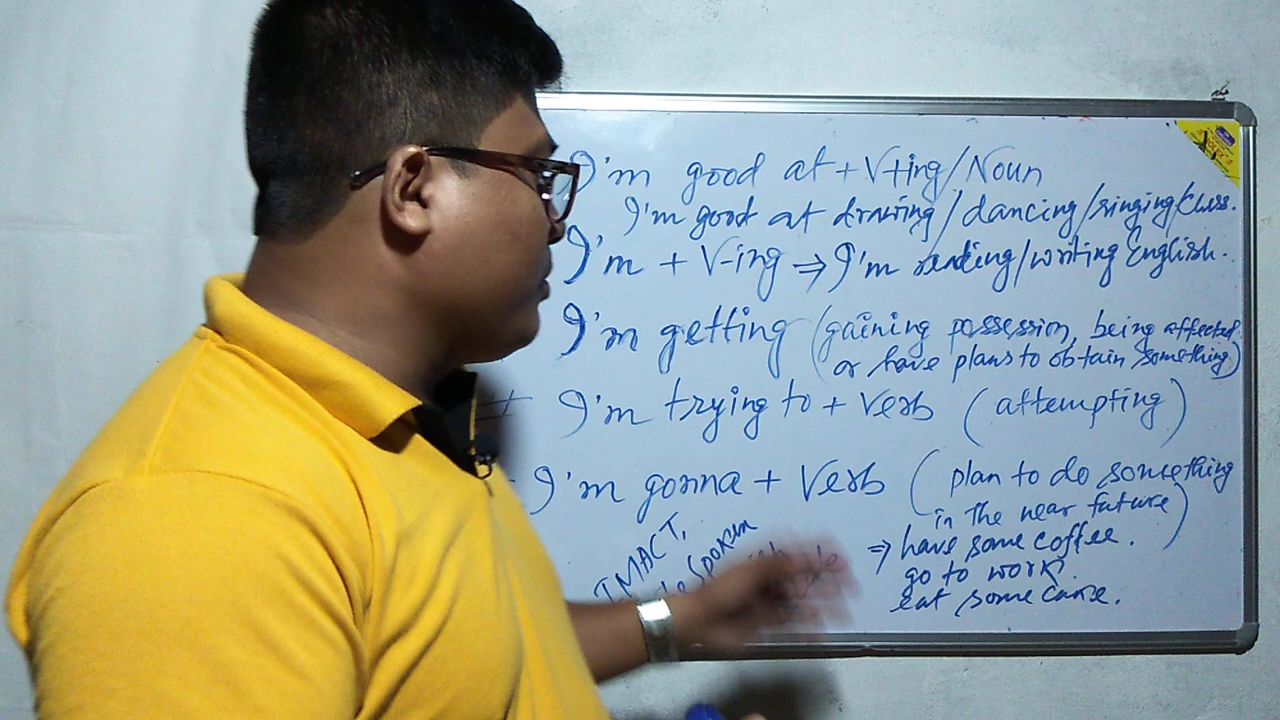 I'm good at + V+ing/Noun
I'm good at drawing/dancing/singing/class.
I'm + V-ing ⇒ I'm reading/writing English.
I'm getting (gaining possession, being affected
or have plans to obtain something)
I'm trying to + Verb (attempting)
I'm gonna + Verb (plan to do something
in the near future)
⇒ have some coffee.
go to work.
eat some
IMACT,
Spoken